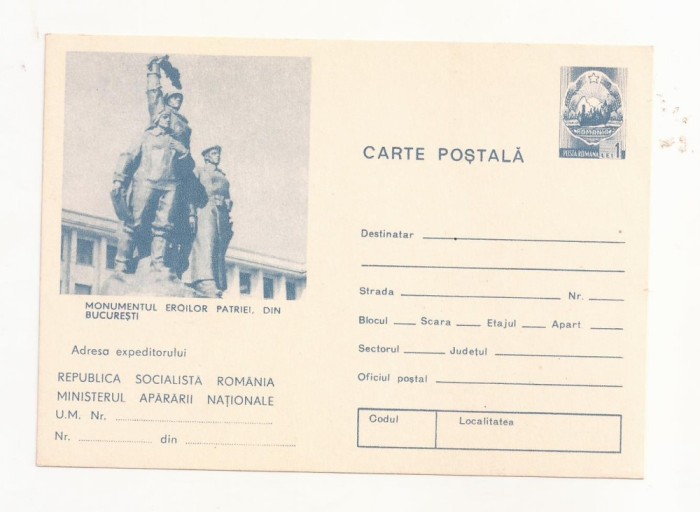 MONUMENTUL EROILOR PATRIEI, DIN
BUCUREȘTI
Adresa expeditorului
REPUBLICA SOCIALISTĂ ROMÂNIA
MINISTERUL APĂRĂRII NAȚIONALE
U.M. Nr.
Nr. din
ROMANIA
POSTA ROMANA LEI 1
CARTE POȘTALĂ
Destinatar
Strada Nr.
Blocul Scara Etajul Apart
Sectorul Județul
Oficiul poștal
Codul Localitatea